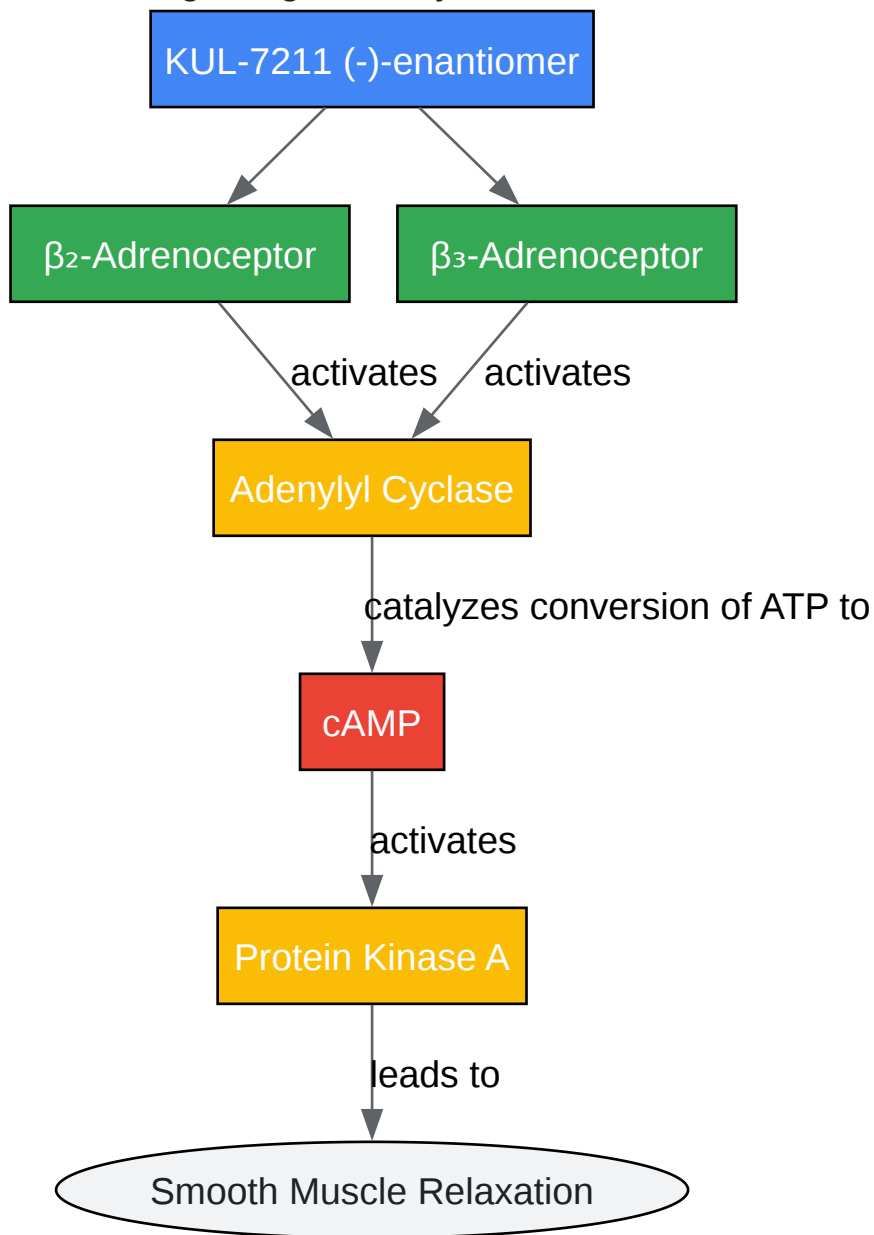 KUL-7211 (-)-enantiomer
β₂-Adrenoceptor
β₃-Adrenoceptor
activates
activates
Adenylyl Cyclase
catalyzes conversion of ATP to
cAMP
activates
Protein Kinase A
leads to
Smooth Muscle Relaxation